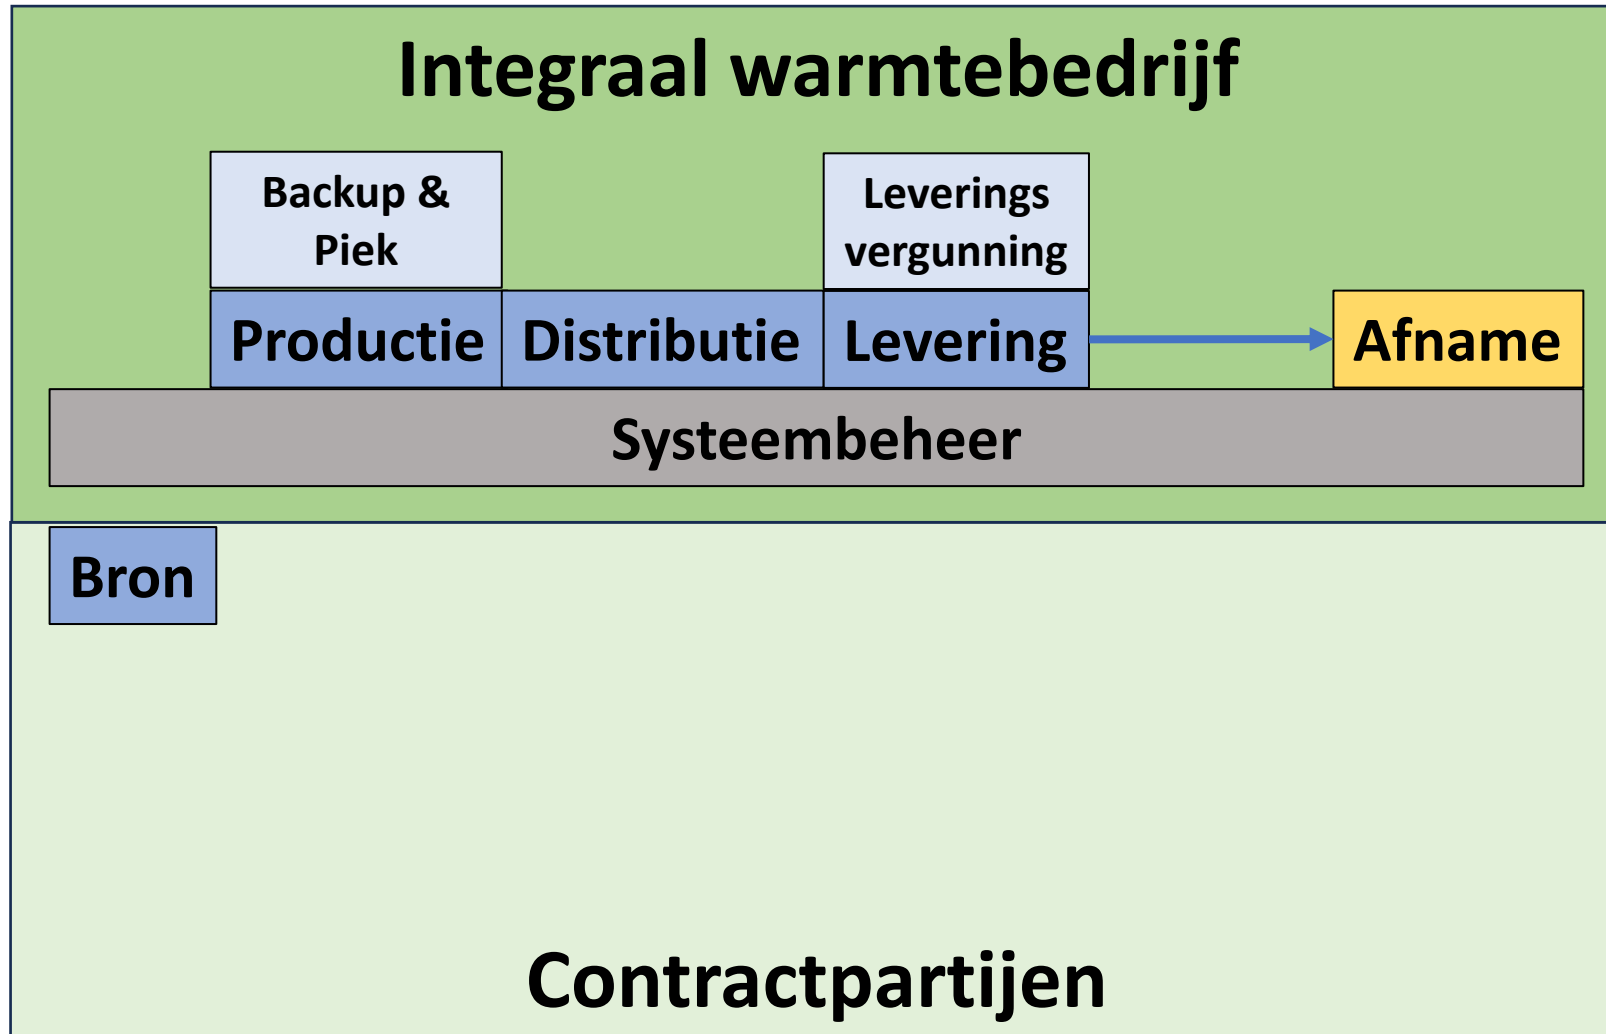 Integraal warmtebedrijf
Backup &
Piek
Leverings
vergunning
Productie
Distributie
Levering
Afname
Systeembeheer
Bron
Contractpartijen